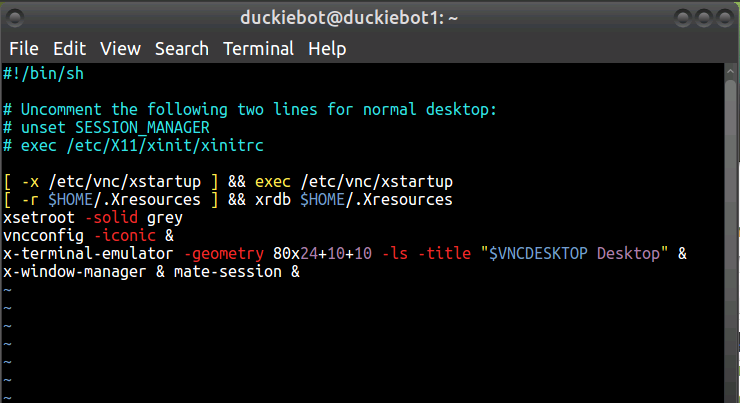 duckiebot@duckiebot1: ~
File Edit View Search Terminal Help
#!/bin/sh

# Uncomment the following two lines for normal desktop:
# unset SESSION_MANAGER
# exec /etc/X11/xinit/xinitrc

[ -x /etc/vnc/xstartup ] && exec /etc/vnc/xstartup
[ -r $HOME/.Xresources ] && xrdb $HOME/.Xresources
xsetroot -solid grey
vncconfig -iconic &
x-terminal-emulator -geometry 80x24+10+10 -ls -title "$VNCDESKTOP Desktop" &
x-window-manager & mate-session &
~
~
~
~
~
~
~